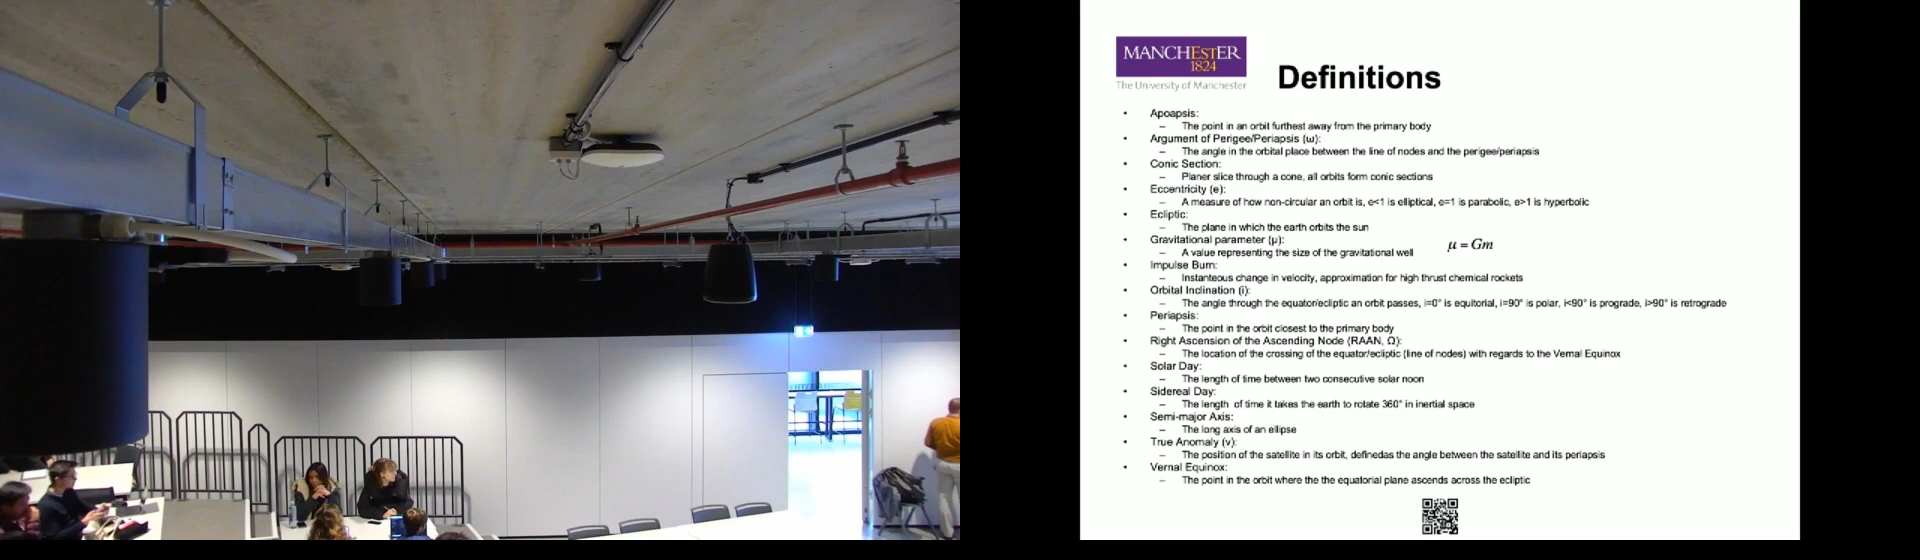 MANCHESTER
1824
The University of Manchester
Definitions
• Apoapsis:
– The point in an orbit furthest away from the primary body
• Argument of Perigee/Periapsis (ω):
– The angle in the orbital place between the line of nodes and the perigee/periapsis
• Conic Section:
– Planer slice through a cone, all orbits form conic sections
• Eccentricity (e):
– A measure of how non-circular an orbit is, e<1 is elliptical, e=1 is parabolic, e>1 is hyperbolic
• Ecliptic:
– The plane in which the earth orbits the sun
• Gravitational parameter (μ):
– A value representing the size of the gravitational well
μ = Gm
• Impulse Burn:
– Instanteous change in velocity, approximation for high thrust chemical rockets
• Orbital Inclination (i):
– The angle through the equator/ecliptic an orbit passes, i=0° is equitorial, i=90° is polar, i<90° is prograde, i>90° is retrograde
• Periapsis:
– The point in the orbit closest to the primary body
• Right Ascension of the Ascending Node (RAAN, Ω):
– The location of the crossing of the equator/ecliptic (line of nodes) with regards to the Vernal Equinox
• Solar Day:
– The length of time between two consecutive solar noon
• Sidereal Day:
– The length of time it takes the earth to rotate 360° in inertial space
• Semi-major Axis:
– The long axis of an ellipse
• True Anomaly (ν):
– The position of the satellite in its orbit, definedas the angle between the satellite and its periapsis
• Vernal Equinox:
– The point in the orbit where the the equatorial plane ascends across the ecliptic